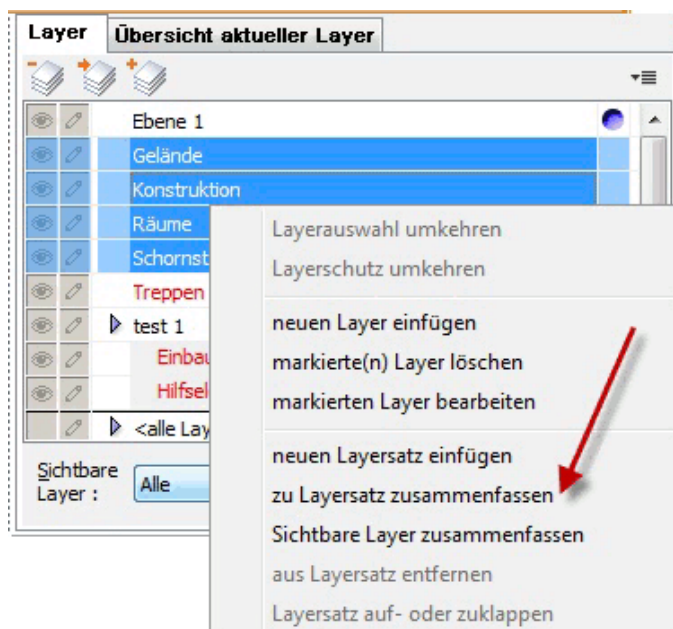 Layer Übersicht aktueller Layer
Ebene 1
Gelände
Konstruktion
Räume
Schornst
Treppen
test 1
Einbau
Hilfsel
<alle Lay
Sichtbare
Layer :
Alle
Layerauswahl umkehren
Layerschutz umkehren
neuen Layer einfügen
markierte(n) Layer löschen
markierten Layer bearbeiten
neuen Layersatz einfügen
zu Layersatz zusammenfassen
Sichtbare Layer zusammenfassen
aus Layersatz entfernen
Layersatz auf- oder zuklappen